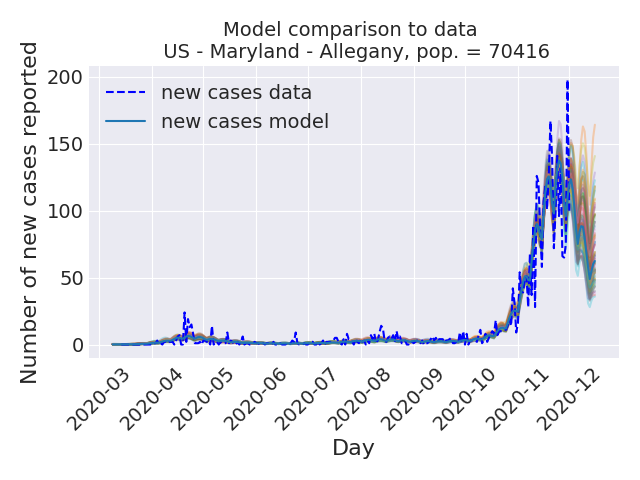 Model comparison to data
US - Maryland - Allegany, pop. = 70416
Number of new cases reported
200
150
100
50
0
new cases data
new cases model
2020-03
2020-04
2020-05
2020-06
2020-07
2020-08
2020-09
2020-10
2020-11
2020-12
Day